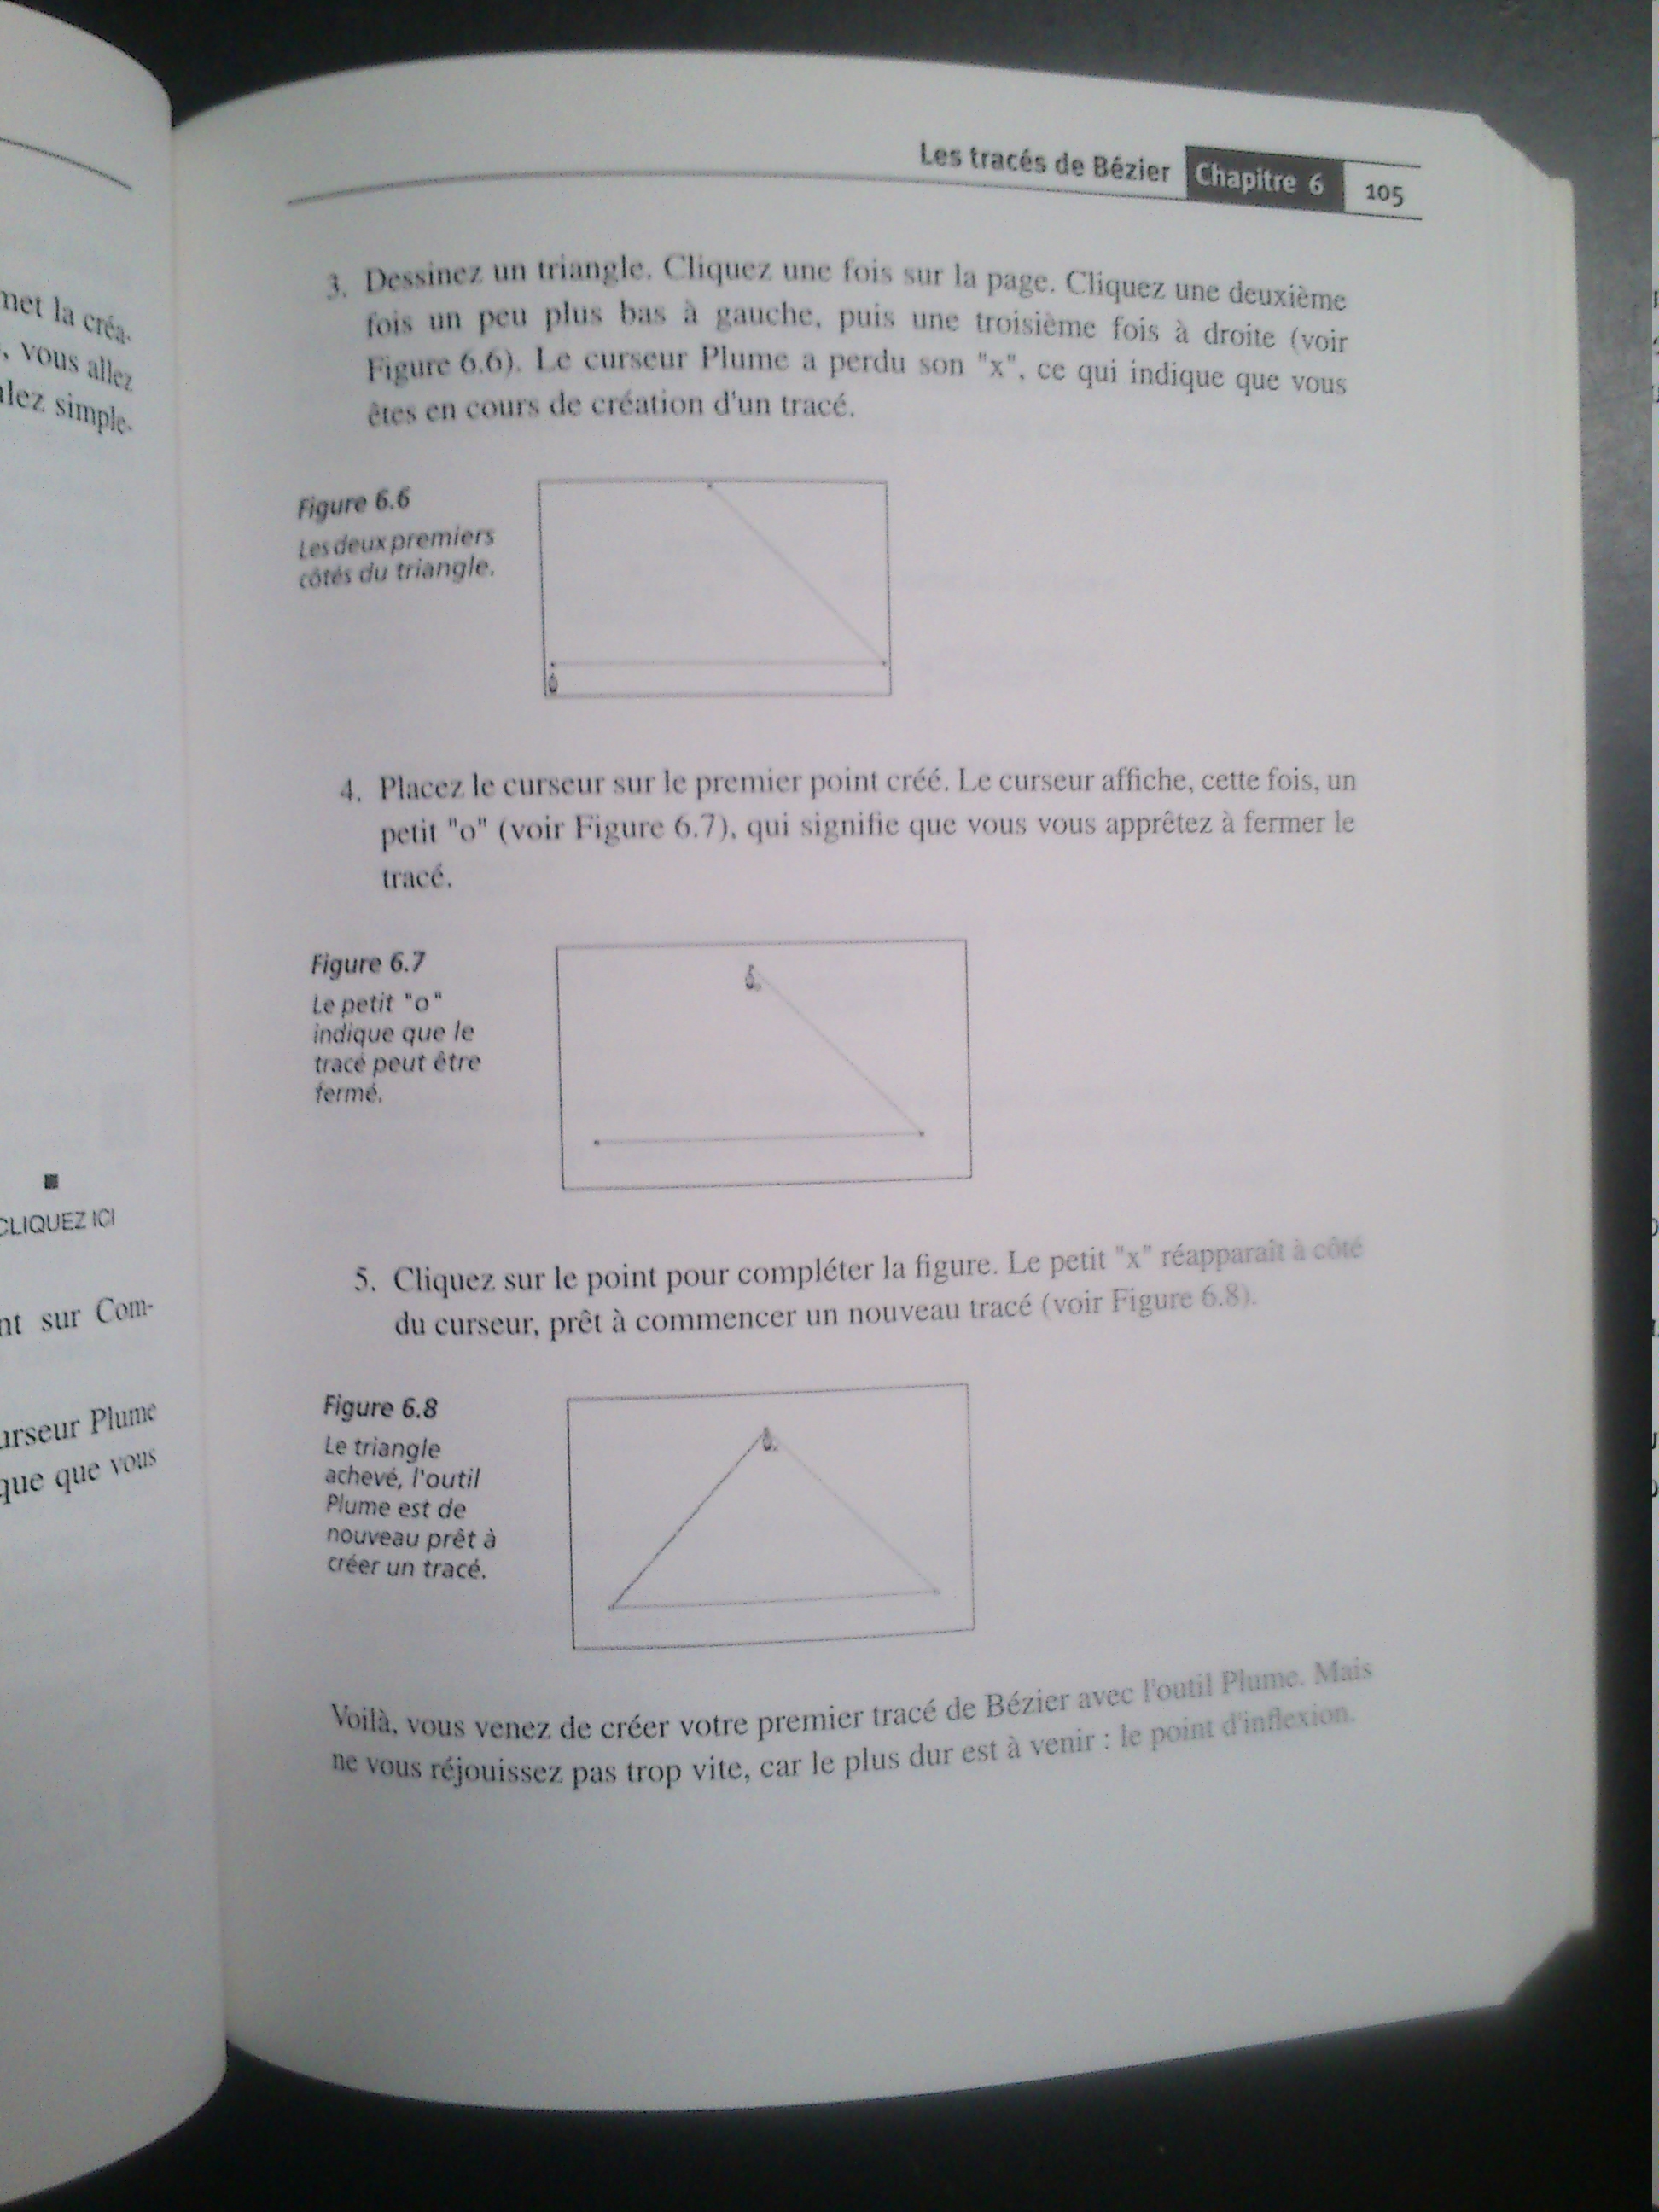 Les tracés de Bézier Chapitre 6 105
3. Dessinez un triangle. Cliquez une fois sur la page. Cliquez une deuxième
fois un peu plus bas à gauche, puis une troisième fois à droite (voir
Figure 6.6). Le curseur Plume a perdu son "x", ce qui indique que vous
êtes en cours de création d'un tracé.
Figure 6.6
Les deux premiers
côtés du triangle.
4. Placez le curseur sur le premier point créé. Le curseur affiche, cette fois, un
petit "o" (voir Figure 6.7), qui signifie que vous vous apprêtez à fermer le
tracé.
Figure 6.7
Le petit "o"
indique que le
tracé peut être
fermé.
5. Cliquez sur le point pour compléter la figure. Le petit "x" réapparaît à côté
du curseur, prêt à commencer un nouveau tracé (voir Figure 6.8).
Figure 6.8
Le triangle
achevé, l'outil
Plume est de
nouveau prêt à
créer un tracé.
Voilà, vous venez de créer votre premier tracé de Bézier avec l'outil Plume. Mais
ne vous réjouissez pas trop vite, car le plus dur est à venir : le point d'inflexion.
met la créa-
, vous allez
allez simple-
CLIQUEZ ICI
nt sur Com-
urseur Plume
que que vous